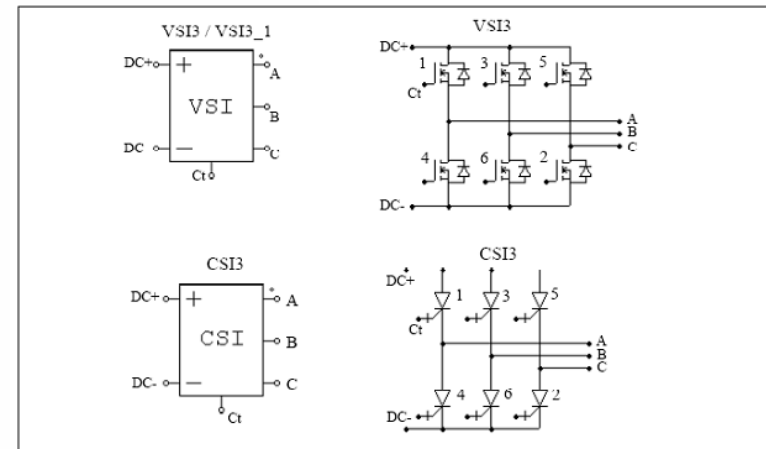 VSI3 / VSI3_1
DC+
A
VSI
B
DC
C
Ct
VSI3
DC+
1
3
5
Ct
A
B
C
4
6
2
DC-
CSI3
DC+
A
CSI
B
DC-
C
Ct
CSI3
DC+
1
3
5
Ct
A
B
C
4
6
2
DC-